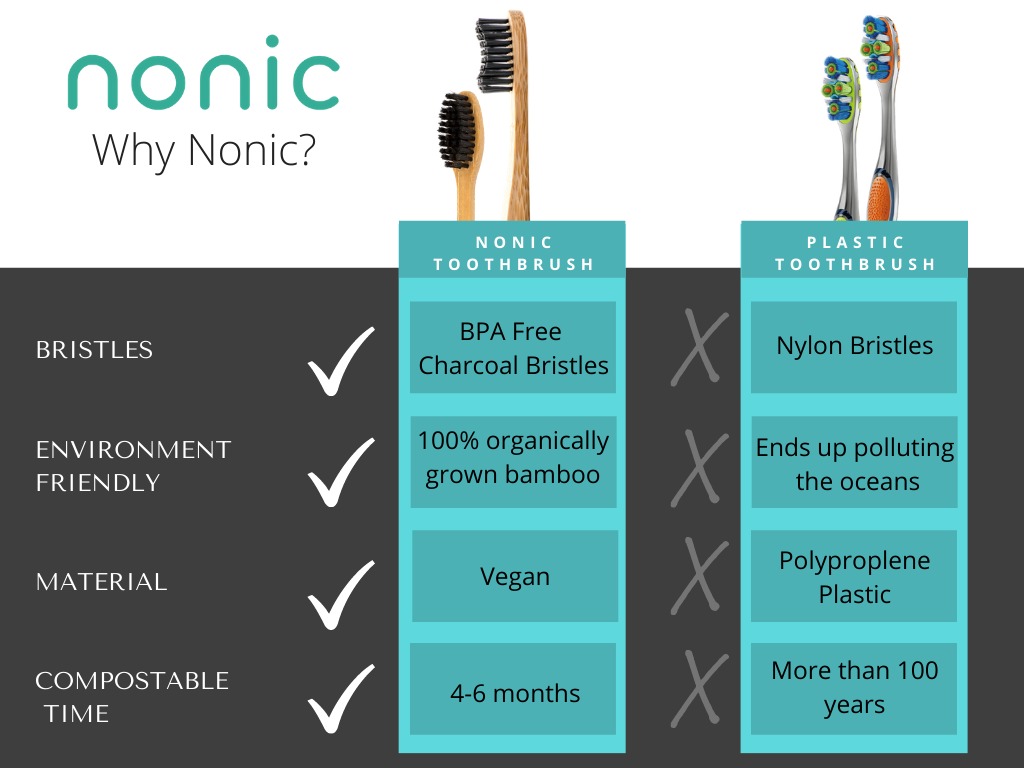 nonic
Why Nonic?
NONIC
TOOTHBRUSH
PLASTIC
TOOTHBRUSH
BRISTLES
BPA Free
Charcoal Bristles
Nylon Bristles
ENVIRONMENT
FRIENDLY
100% organically
grown bamboo
Ends up polluting
the oceans
MATERIAL
Vegan
Polyproplene
Plastic
COMPOSTABLE
TIME
4-6 months
More than 100
years